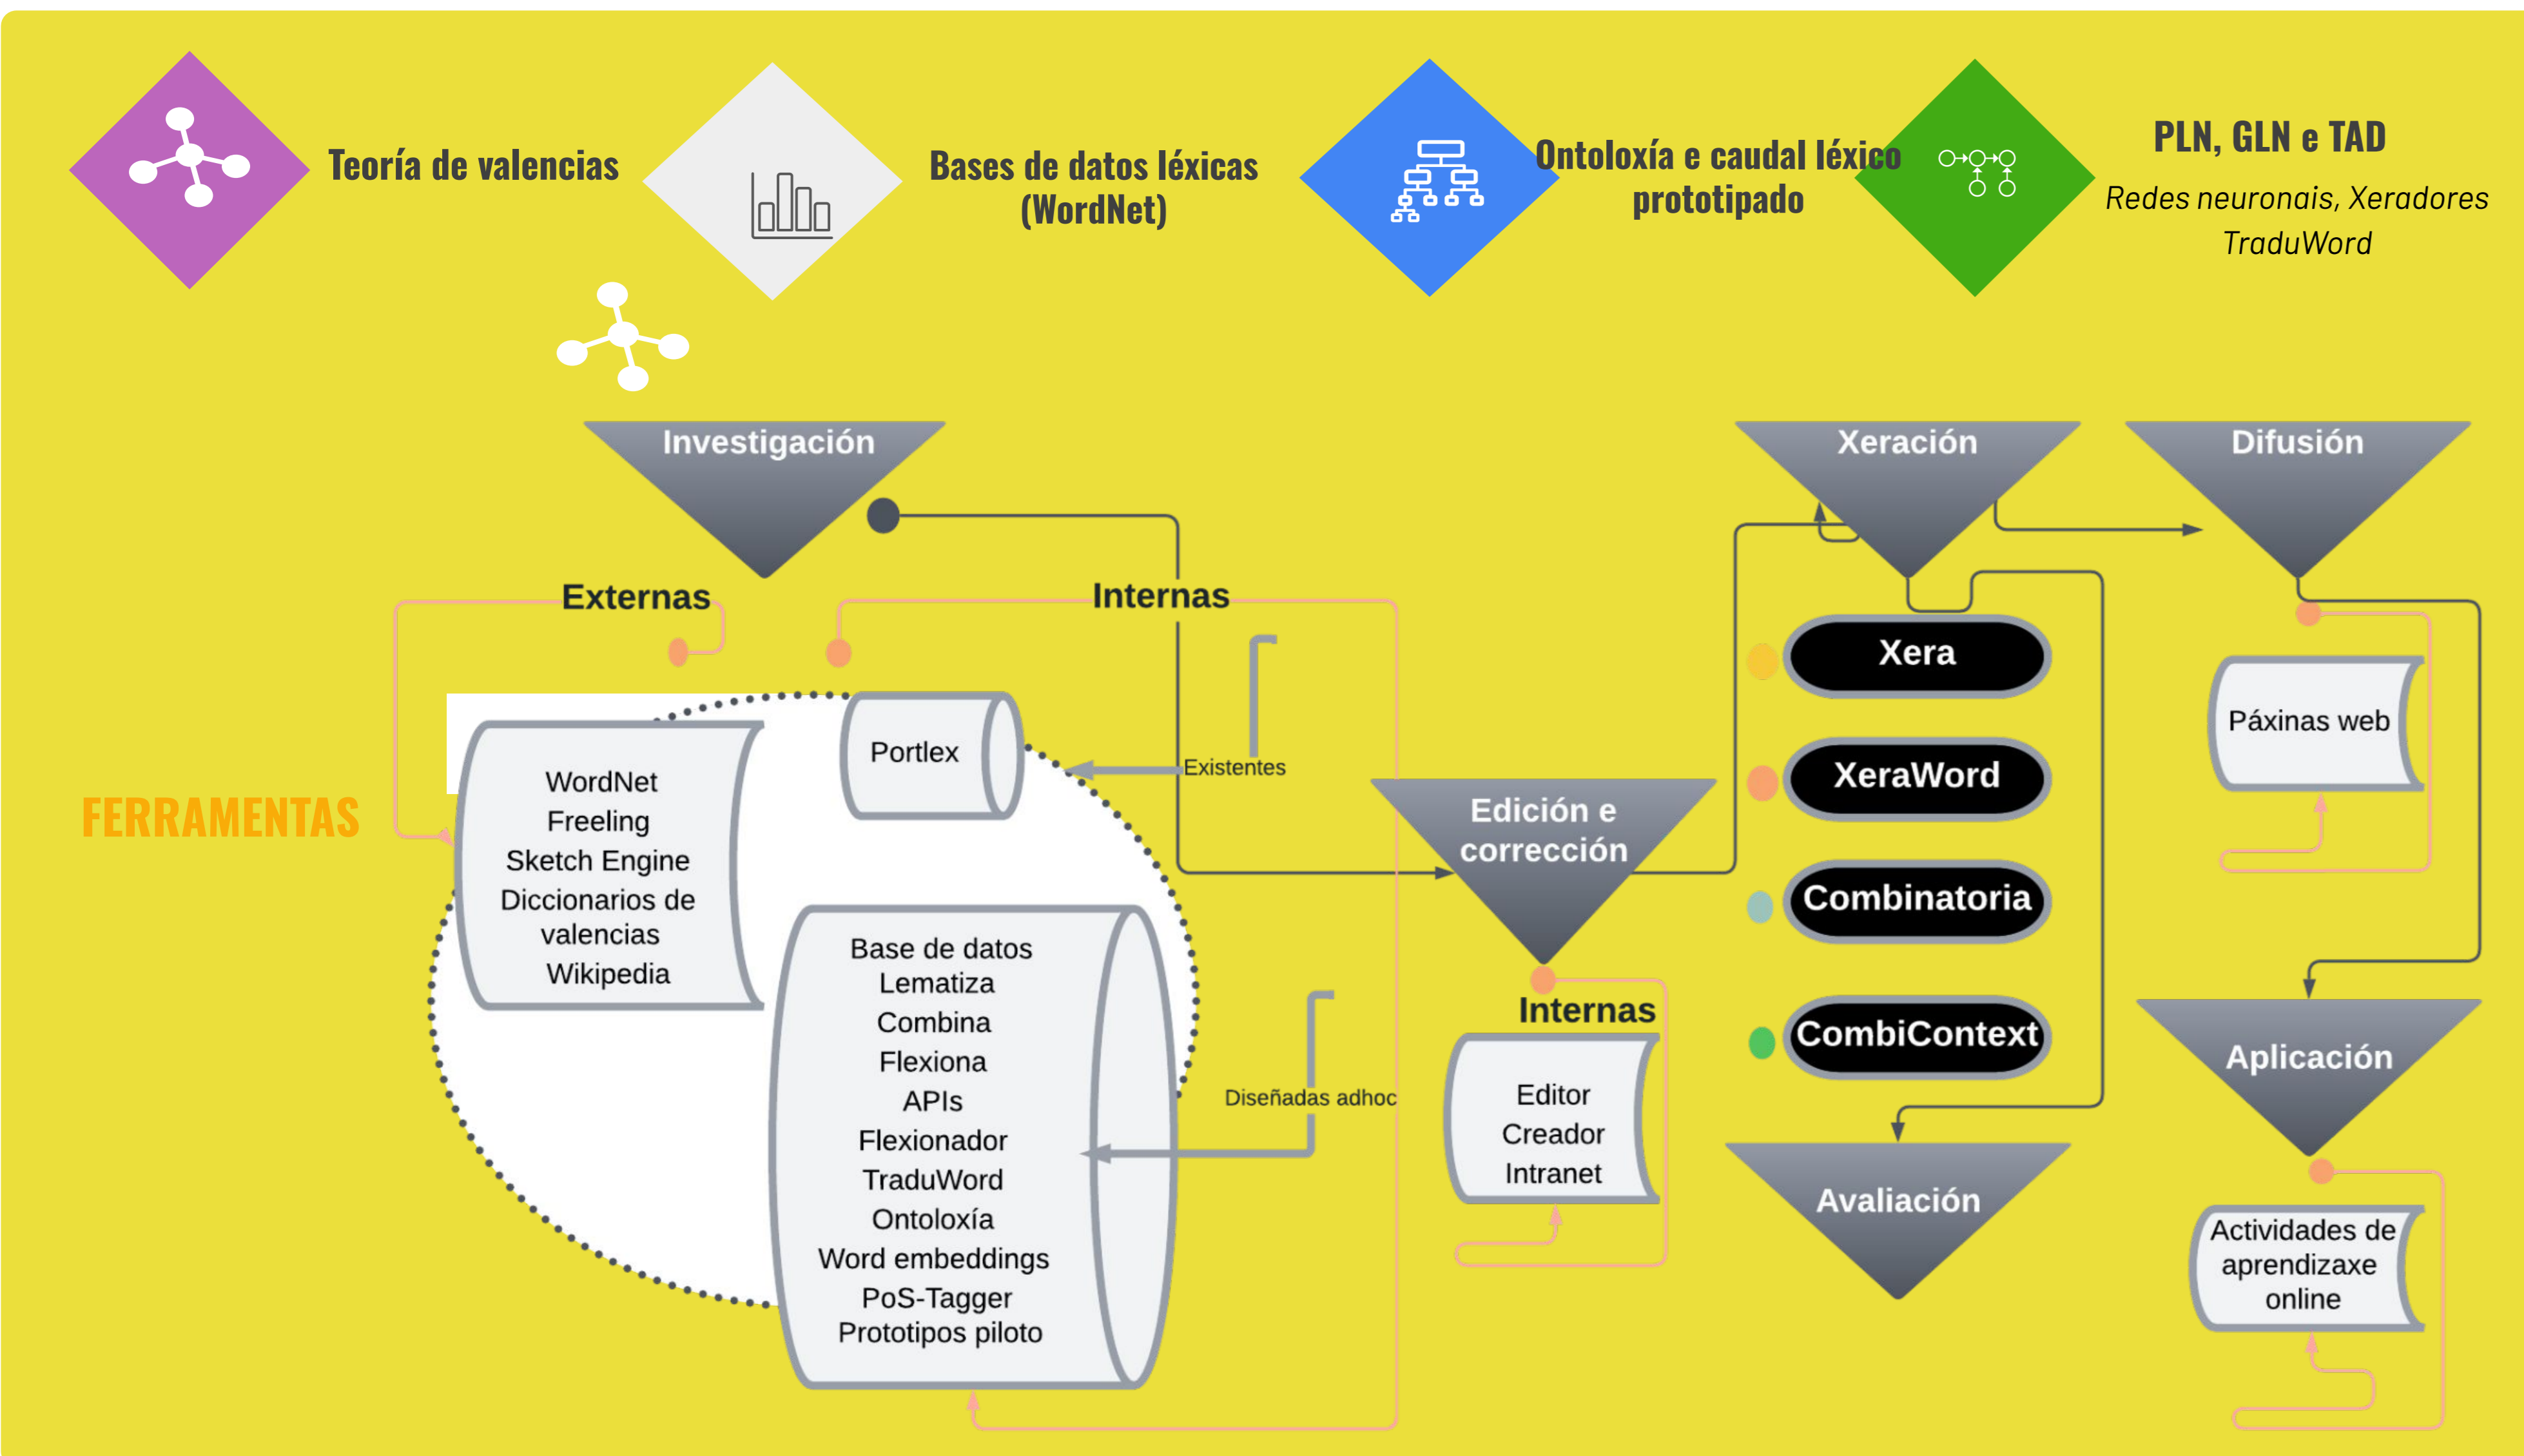 Teoría de valencias
Bases de datos léxicas
(WordNet)
Ontoloxía e caudal léxico
prototipado
PLN, GLN e TAD
Redes neuronais, Xeradores
TraduWord
Investigación
Xeración
Difusión
Externas
Internas
FERRAMENTAS
WordNet
Freeling
Sketch Engine
Diccionarios de
valencias
Wikipedia
Portlex
Existentes
Base de datos
Lematiza
Combina
Flexiona
APIs
Flexionador
TraduWord
Ontoloxía
Word embeddings
PoS-Tagger
Prototipos piloto
Diseñadas adhoc
Edición e
corrección
Internas
Editor
Creador
Intranet
Xera
XeraWord
Combinatoria
CombiContext
Avaliación
Páxinas web
Aplicación
Actividades de
aprendizaxe
online